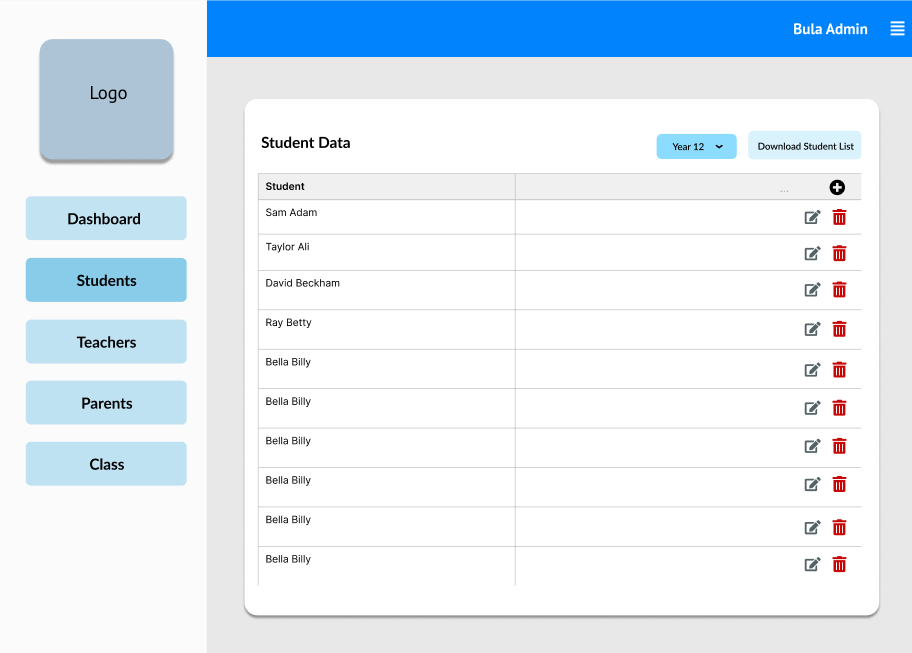 Bula Admin
Logo
Dashboard
Students
Teachers
Parents
Class
Student Data
Year 12
Download Student List
Student
...
Sam Adam
Taylor Ali
David Beckham
Ray Betty
Bella Billy
Bella Billy
Bella Billy
Bella Billy
Bella Billy
Bella Billy